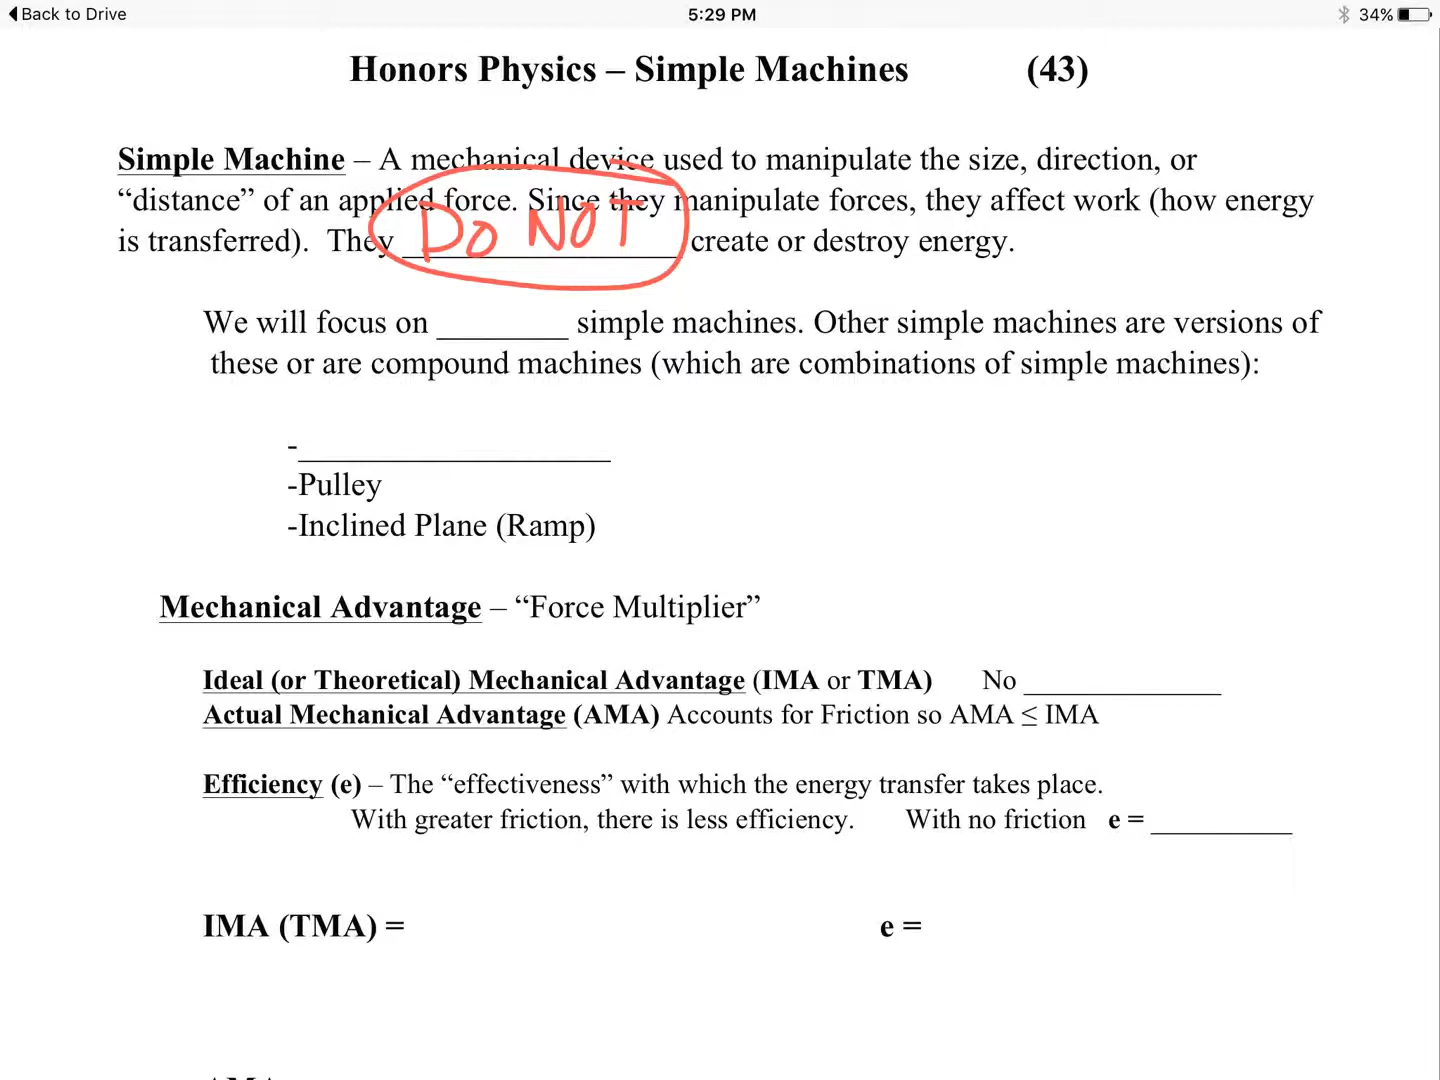 Back to Drive 5:29 PM 34%
Honors Physics – Simple Machines (43)
Simple Machine – A mechanical device used to manipulate the size, direction, or
“distance” of an applied force. Since they manipulate forces, they affect work (how energy
is transferred). They DO NOT create or destroy energy.
We will focus on ________ simple machines. Other simple machines are versions of
these or are compound machines (which are combinations of simple machines):
-___________________
-Pulley
-Inclined Plane (Ramp)
Mechanical Advantage – “Force Multiplier”
Ideal (or Theoretical) Mechanical Advantage (IMA or TMA) No ______________
Actual Mechanical Advantage (AMA) Accounts for Friction so AMA ≤ IMA
Efficiency (e) – The “effectiveness” with which the energy transfer takes place.
With greater friction, there is less efficiency. With no friction e = __________
IMA (TMA) = e =